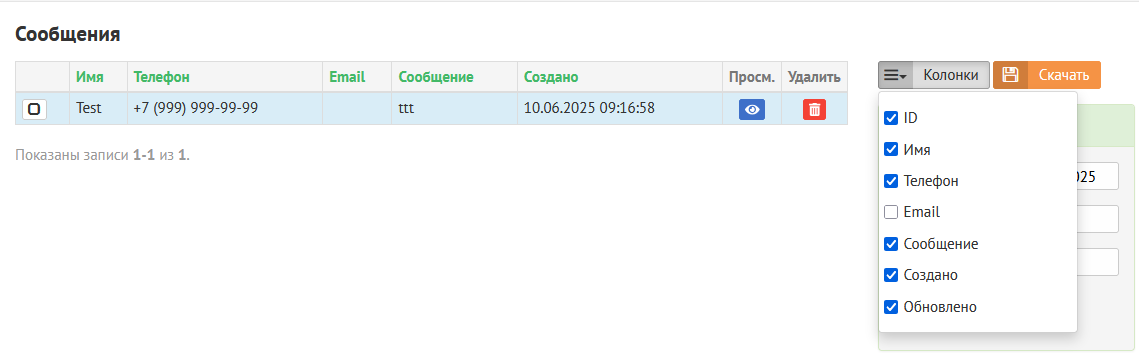 Сообщения
Имя Телефон Email Сообщение Создано Просм. Удалить
Test +7 (999) 999-99-99 ttt 10.06.2025 09:16:58
Показаны записи 1-1 из 1.
Колонки Скачать
ID
Имя
Телефон
025
Email
Сообщение
Создано
Обновлено